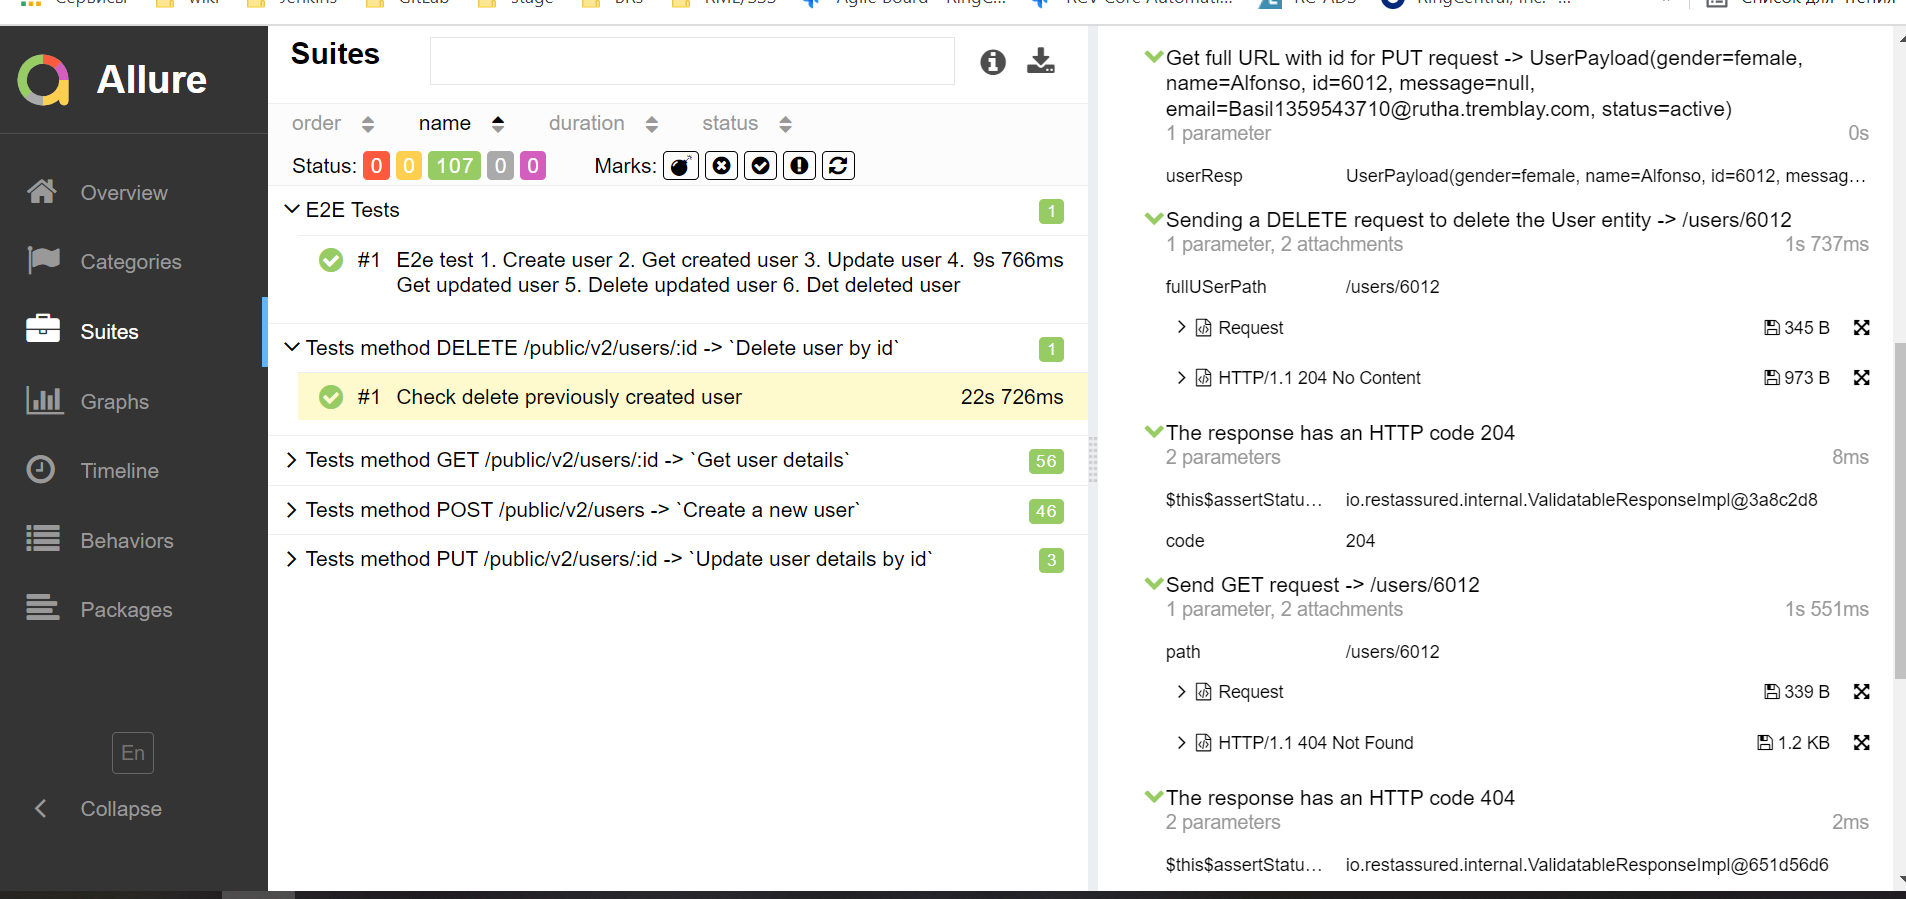 Сервисы
wiki
Jenkins
GitLab
stage
RME/SSS
Allure
Overview
Categories
Suites
Graphs
Timeline
Behaviors
Packages
En
Collapse
Suites
order
name
duration
status
Status: 0 0 107 0 0
Marks:
E2E Tests 1
#1 E2e test 1. Create user 2. Get created user 3. Update user 4. 9s 766ms
Get updated user 5. Delete updated user 6. Det deleted user
Tests method DELETE /public/v2/users/:id -> `Delete user by id` 1
#1 Check delete previously created user 22s 726ms
Tests method GET /public/v2/users/:id -> `Get user details` 56
Tests method POST /public/v2/users -> `Create a new user` 46
Tests method PUT /public/v2/users/:id -> `Update user details by id` 3
Get full URL with id for PUT request -> UserPayload(gender=female,
name=Alfonso, id=6012, message=null,
email=Basil1359543710@rutha.tremblay.com, status=active)
1 parameter 0s
userResp UserPayload(gender=female, name=Alfonso, id=6012, messag...
Sending a DELETE request to delete the User entity -> /users/6012
1 parameter, 2 attachments 1s 737ms
fullUSerPath /users/6012
Request 345 B
HTTP/1.1 204 No Content 973 B
The response has an HTTP code 204
2 parameters 8ms
$this$assertStatu... io.restassured.internal.ValidatableResponseImpl@3a8c2d8
code 204
Send GET request -> /users/6012
1 parameter, 2 attachments 1s 551ms
path /users/6012
Request 339 B
HTTP/1.1 404 Not Found 1.2 KB
The response has an HTTP code 404
2 parameters 2ms
$this$assertStatu... io.restassured.internal.ValidatableResponseImpl@651d56d6